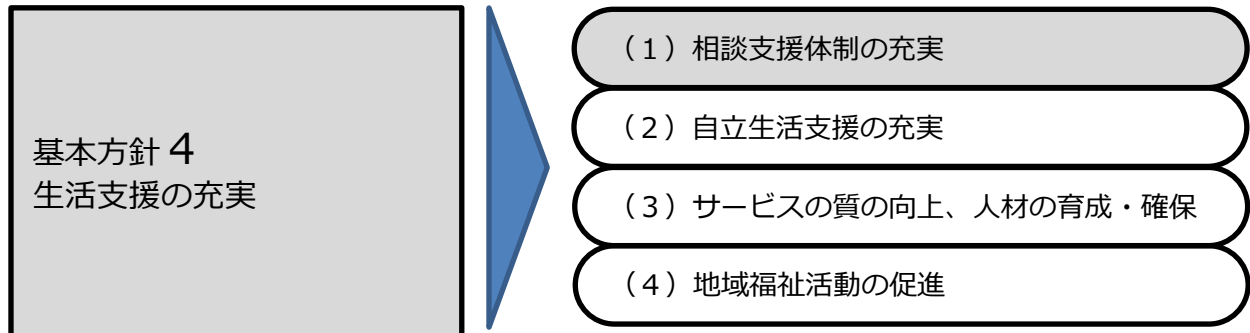 基本方針４
生活支援の充実
（１）相談支援体制の充実
（２）自立生活支援の充実
（３）サービスの質の向上、人材の育成・確保
（４）地域福祉活動の促進